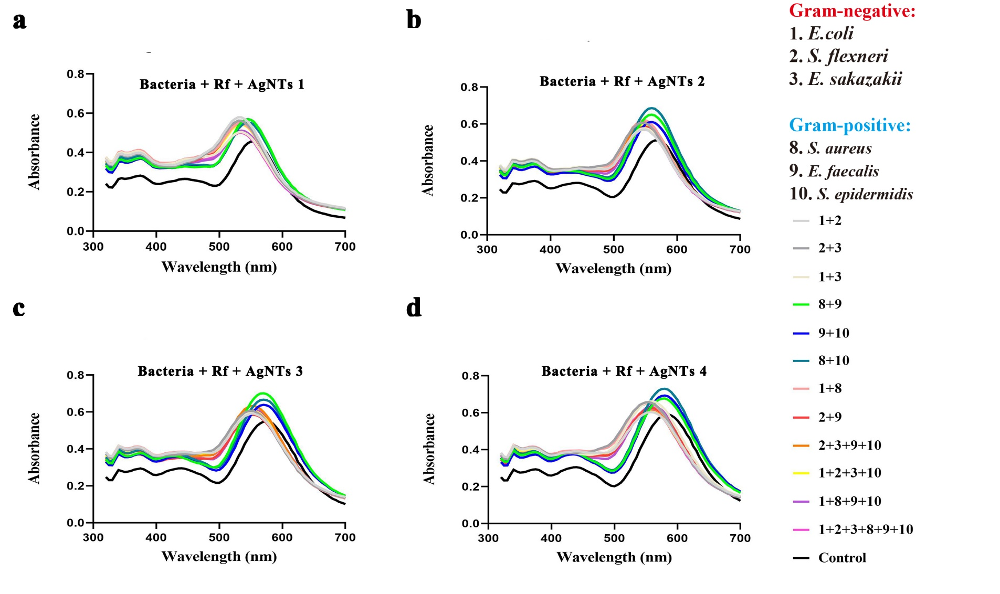 a
Bacteria + Rf + AgNTs 1
Absorbance
0.8
0.6
0.4
0.2
0.0
300 400 500 600 700
Wavelength (nm)
b
Bacteria + Rf + AgNTs 2
Absorbance
0.8
0.6
0.4
0.2
0.0
300 400 500 600 700
Wavelength (nm)
c
Bacteria + Rf + AgNTs 3
Absorbance
0.8
0.6
0.4
0.2
0.0
300 400 500 600 700
Wavelength (nm)
d
Bacteria + Rf + AgNTs 4
Absorbance
0.8
0.6
0.4
0.2
0.0
300 400 500 600 700
Wavelength (nm)
Gram-negative:
1. E.coli
2. S. flexneri
3. E. sakazakii
Gram-positive:
8. S. aureus
9. E. faecalis
10. S. epidermidis
1+2
2+3
1+3
8+9
9+10
8+10
1+8
2+9
2+3+9+10
1+2+3+10
1+8+9+10
1+2+3+8+9+10
Control